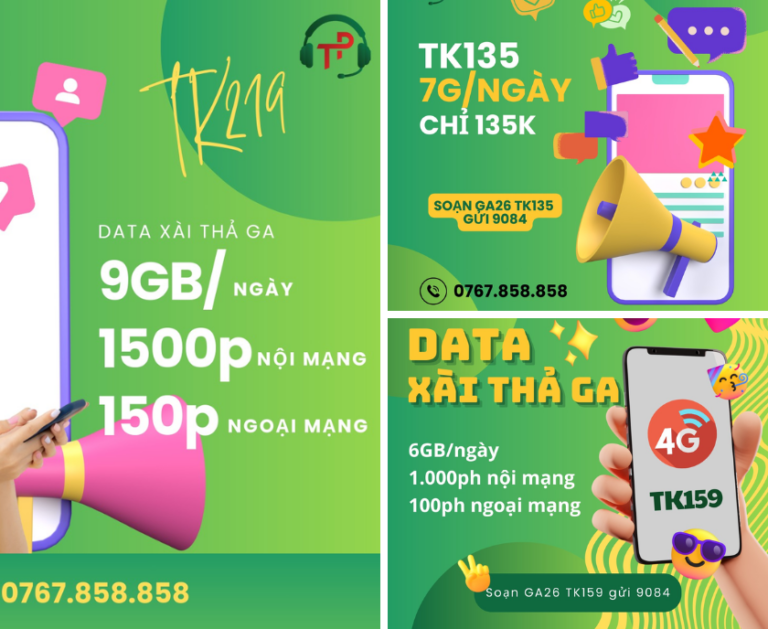 TP
TK219
DATA XÀI THẢ GA
9GB/ NGÀY
1500p NỘI MẠNG
150p NGOẠI MẠNG
0767.858.858
TK135
7G/NGÀY
CHỈ 135K
SOẠN GA26 TK135
GỬI 9084
0767.858.858
DATA
XÀI THẢ GA
6GB/ngày
1.000ph nội mạng
100ph ngoại mạng
4G
TK159
Soạn GA26 TK159 gửi 9084